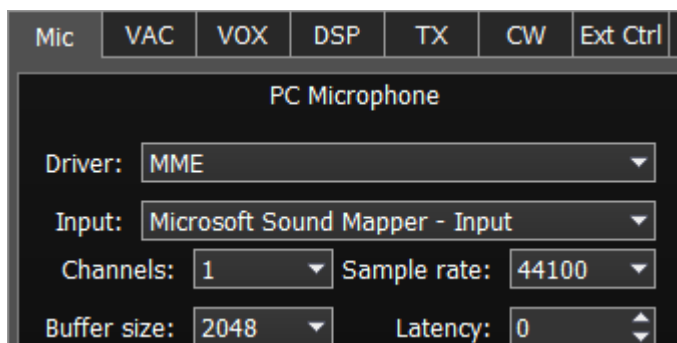 Mic VAC VOX DSP TX CW Ext Ctrl
PC Microphone
Driver: MME
Input: Microsoft Sound Mapper - Input
Channels: 1 Sample rate: 44100
Buffer size: 2048 Latency: 0